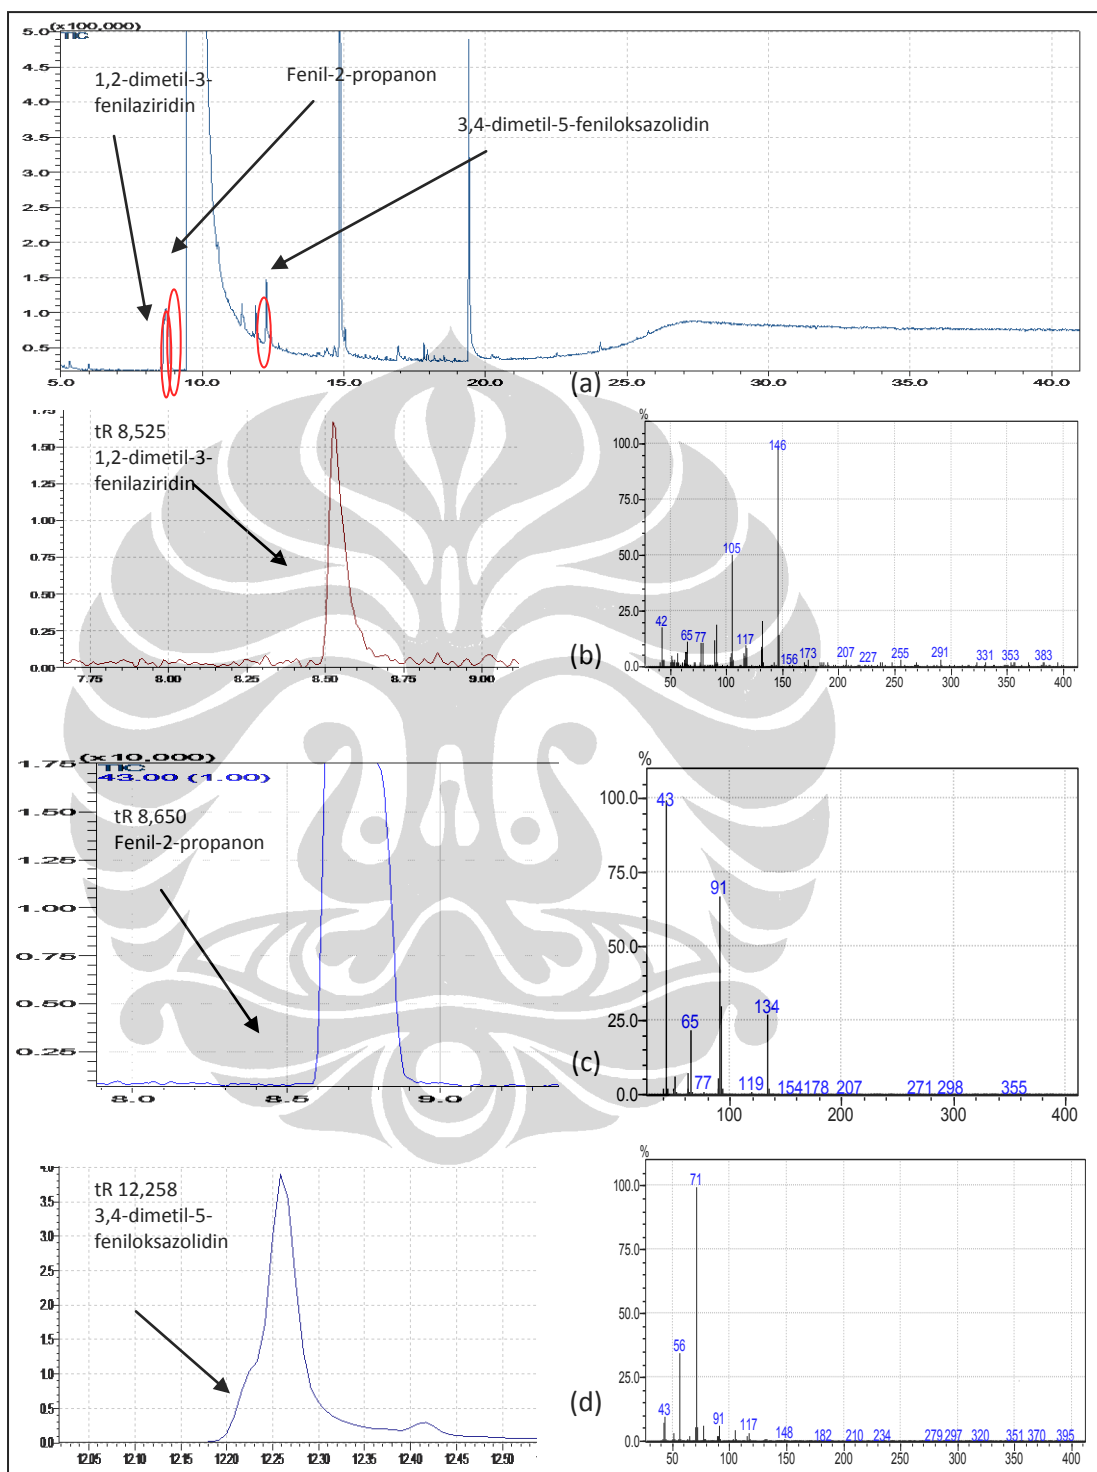 (x100,000)
TIC
5.0
4.5
4.0
3.5
3.0
2.5
2.0
1.5
1.0
0.5
1,2-dimetil-3-
fenilaziridin
Fenil-2-propanon
3,4-dimetil-5-feniloksazolidin
5.0 10.0 15.0 20.0 25.0 30.0 35.0 40.0
(a)
1.75
1.50
1.25
1.00
0.75
0.50
0.25
0.00
tR 8,525
1,2-dimetil-3-
fenilaziridin
7.75 8.00 8.25 8.50 8.75 9.00
(b)
%
100.0
75.0
50.0
25.0
0.0
146
105
42 65 77 117 156 173 207 227 255 291 331 353 383
50 100 150 200 250 300 350 400
(x10,000)
TIC
43.00 (1.00)
1.75
1.50
1.25
1.00
0.75
0.50
0.25
tR 8,650
Fenil-2-propanon
8.0 8.5 9.0
(c)
%
100.0
75.0
50.0
25.0
0.0
43
91
134
65
77 119 154 178 207 271 298 355
100 200 300 400
4.0
3.5
3.0
2.5
2.0
1.5
1.0
0.5
0.0
tR 12,258
3,4-dimetil-5-
feniloksazolidin
12.05 12.10 12.15 12.20 12.25 12.30 12.35 12.40 12.45 12.50
(d)
%
100.0
75.0
50.0
25.0
0.0
71
56
43 91 117 148 182 210 234 279 297 320 351 370 395
50 100 150 200 250 300 350 400